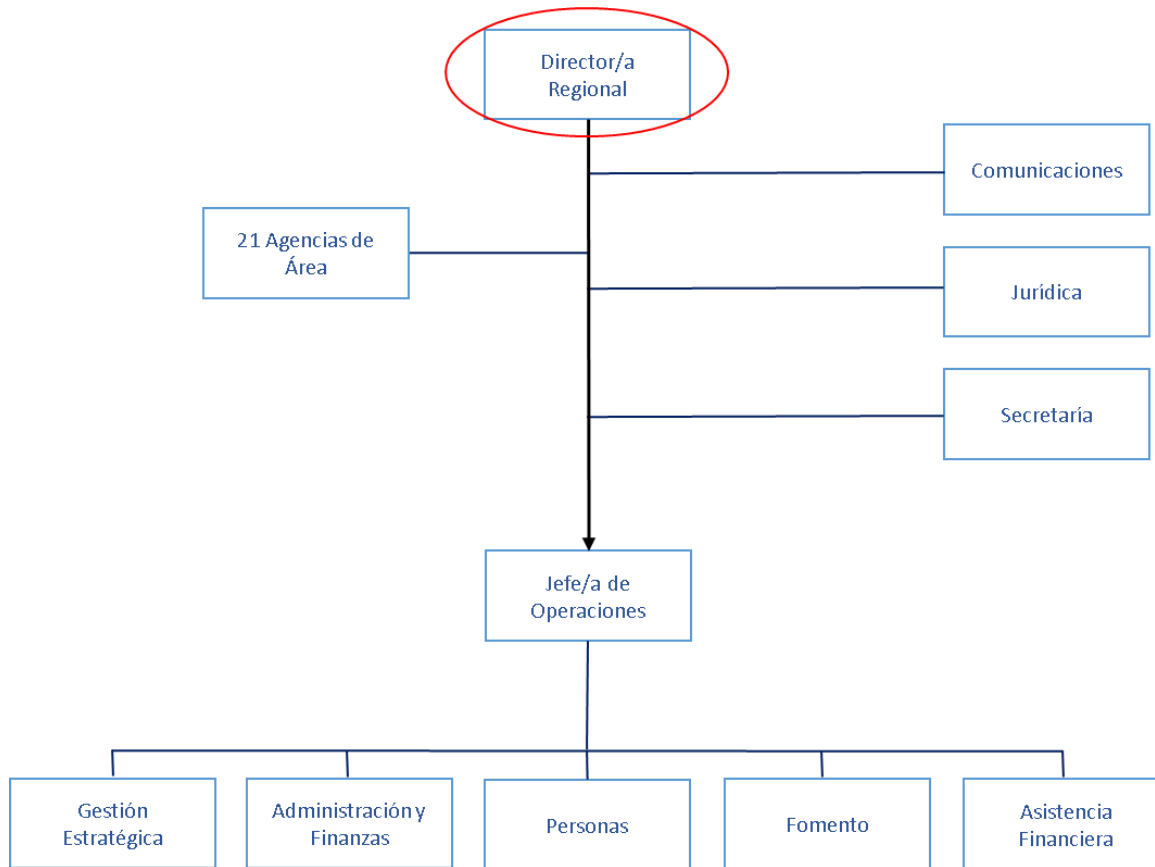 Director/a
Regional
Comunicaciones
21 Agencias de
Área
Jurídica
Secretaría
Jefe/a de
Operaciones
Gestión
Estratégica
Administración y
Finanzas
Personas
Fomento
Asistencia
Financiera